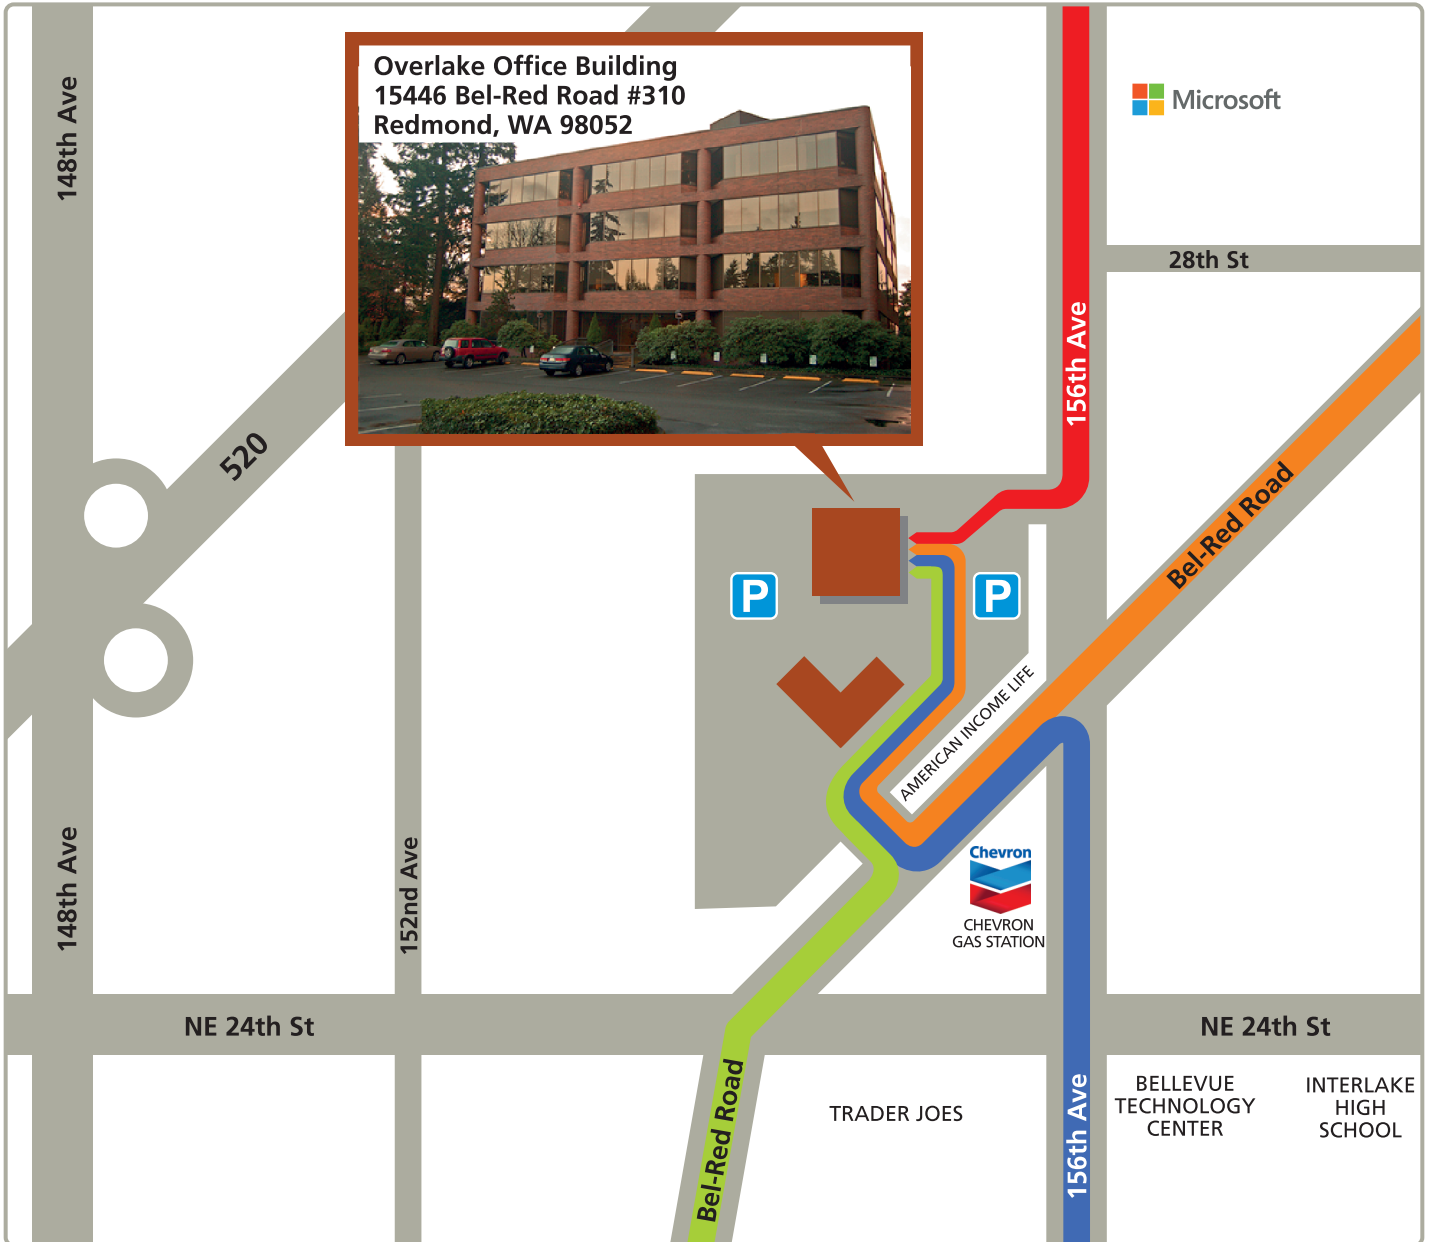 Overlake Office Building
15446 Bel-Red Road #310
Redmond, WA 98052
148th Ave
Microsoft
28th St
156th Ave
520
Bel-Red Road
P
P
AMERICAN INCOME LIFE
148th Ave
152nd Ave
Chevron
CHEVRON
GAS STATION
NE 24th St
NE 24th St
Bel-Red Road
TRADER JOES
156th Ave
BELLEVUE
TECHNOLOGY
CENTER
INTERLAKE
HIGH
SCHOOL